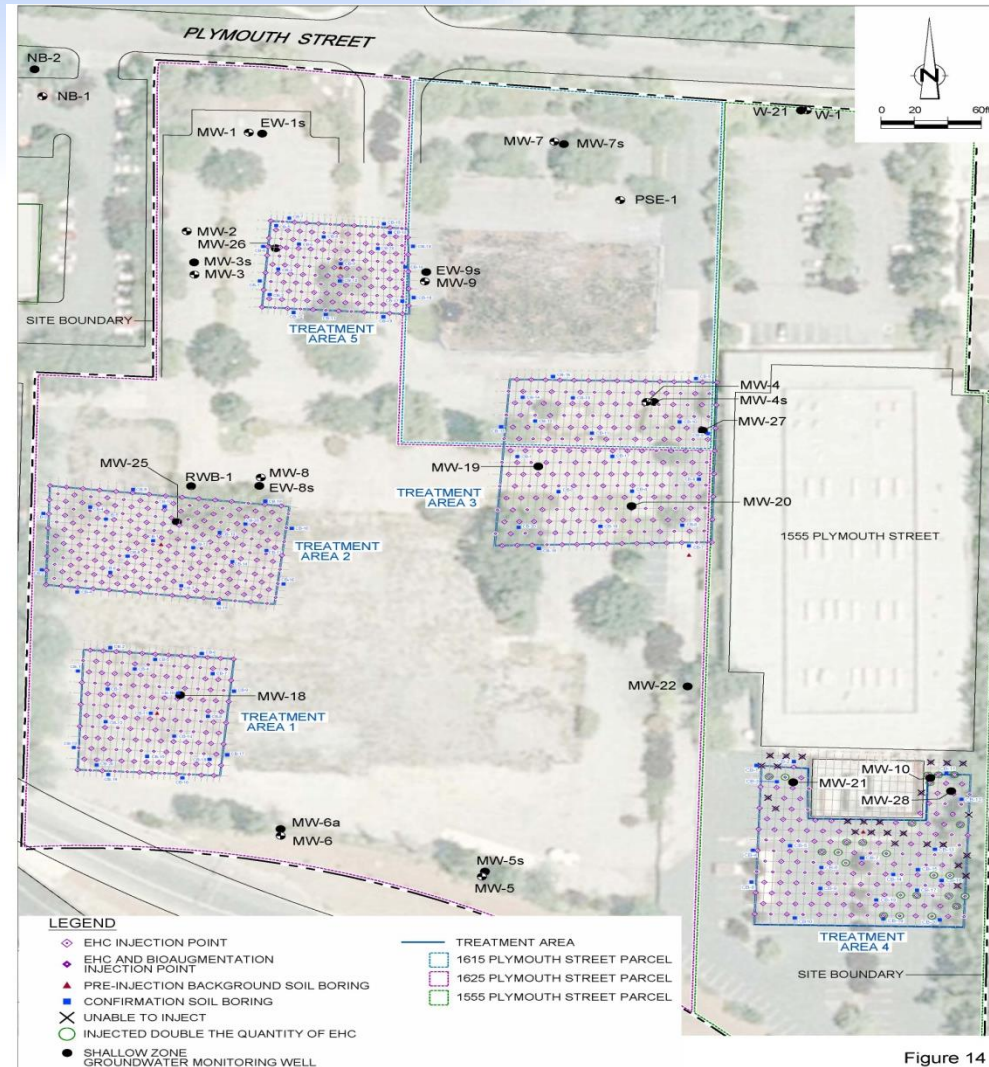 PLYMOUTH STREET
N
0 20 60ft
NB-2
NB-1
MW-1
EW-1s
MW-7
MW-7s
W-21
W-1
PSE-1
MW-2
MW-26
MW-3s
MW-3
EW-9s
MW-9
SITE BOUNDARY
TREATMENT
AREA 5
MW-4
MW-4s
MW-27
MW-25
RWB-1
MW-8
EW-8s
MW-19
TREATMENT
AREA 3
MW-20
TREATMENT
AREA 2
1555 PLYMOUTH STREET
MW-18
TREATMENT
AREA 1
MW-22
MW-10
MW-21
MW-28
MW-6a
MW-6
MW-5s
MW-5
TREATMENT
AREA 4
SITE BOUNDARY
LEGEND
EHC INJECTION POINT
EHC AND BIOAUGMENTATION
INJECTION POINT
PRE-INJECTION BACKGROUND SOIL BORING
CONFIRMATION SOIL BORING
UNABLE TO INJECT
INJECTED DOUBLE THE QUANTITY OF EHC
SHALLOW ZONE
GROUNDWATER MONITORING WELL
TREATMENT AREA
1615 PLYMOUTH STREET PARCEL
1625 PLYMOUTH STREET PARCEL
1555 PLYMOUTH STREET PARCEL
Figure 14